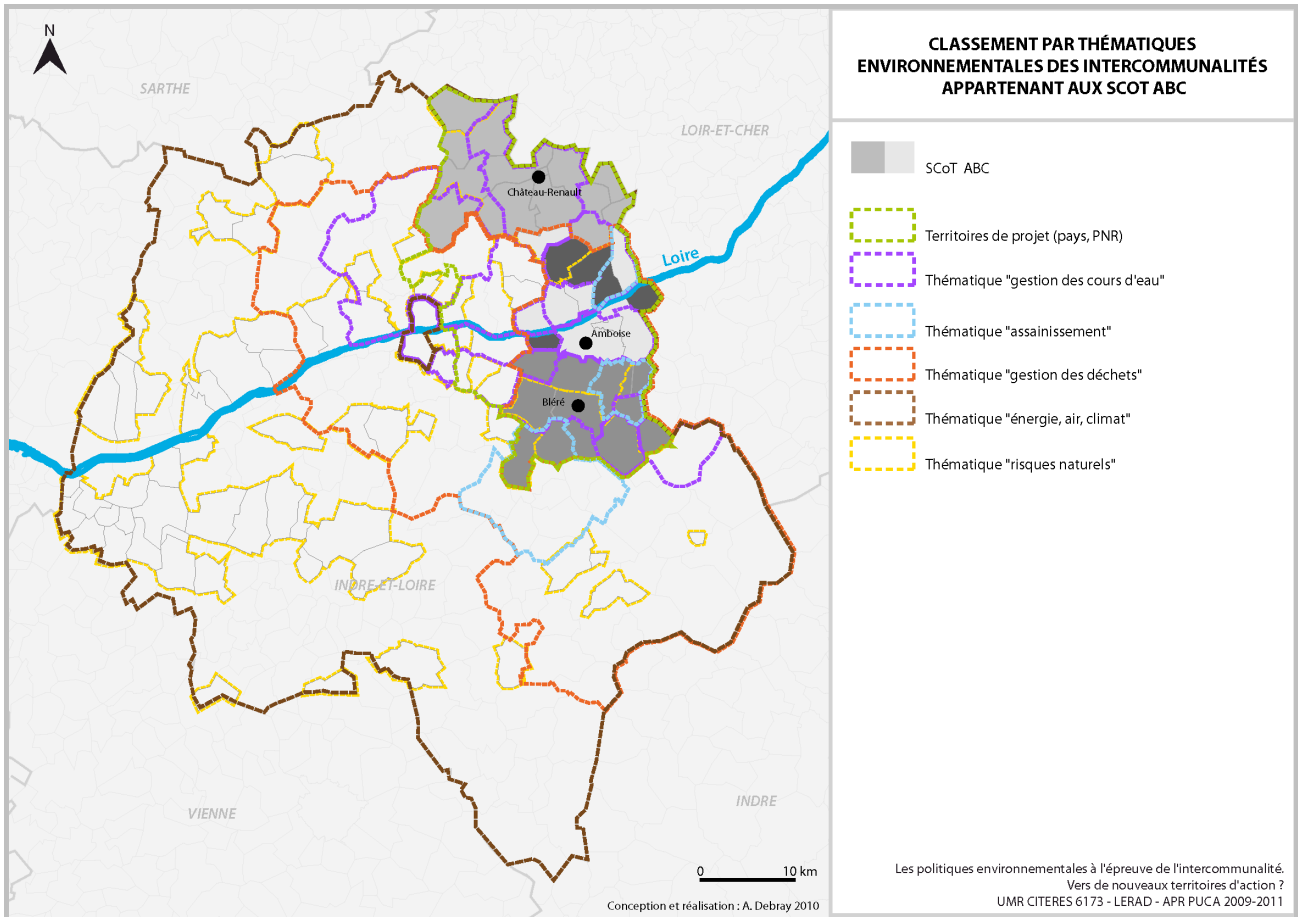 N
SARTHE
LOIR-ET-CHER
Château-Renault
Loire
Amboise
Bléré
INDRE-ET-LOIRE
VIENNE
INDRE
0 10 km
Conception et réalisation : A. Debray 2010
CLASSEMENT PAR THÉMATIQUES
ENVIRONNEMENTALES DES INTERCOMMUNALITÉS
APPARTENANT AUX SCOT ABC
SCoT ABC
Territoires de projet (pays, PNR)
Thématique "gestion des cours d'eau"
Thématique "assainissement"
Thématique "gestion des déchets"
Thématique "énergie, air, climat"
Thématique "risques naturels"
Les politiques environnementales à l'épreuve de l'intercommunalité.
Vers de nouveaux territoires d'action ?
UMR CITERES 6173 - LERAD - APR PUCA 2009-2011